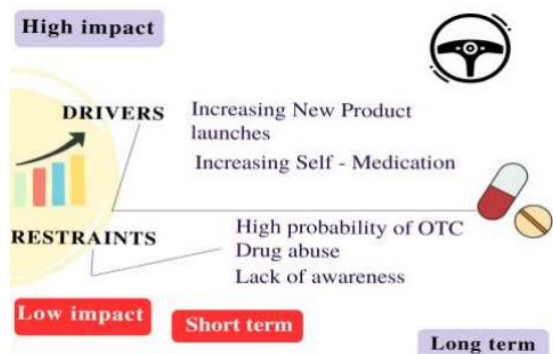 High impact
DRIVERS
Increasing New Product
launches
Increasing Self - Medication
RESTRAINTS
High probability of OTC
Drug abuse
Lack of awareness
Low impact
Short term
Long term